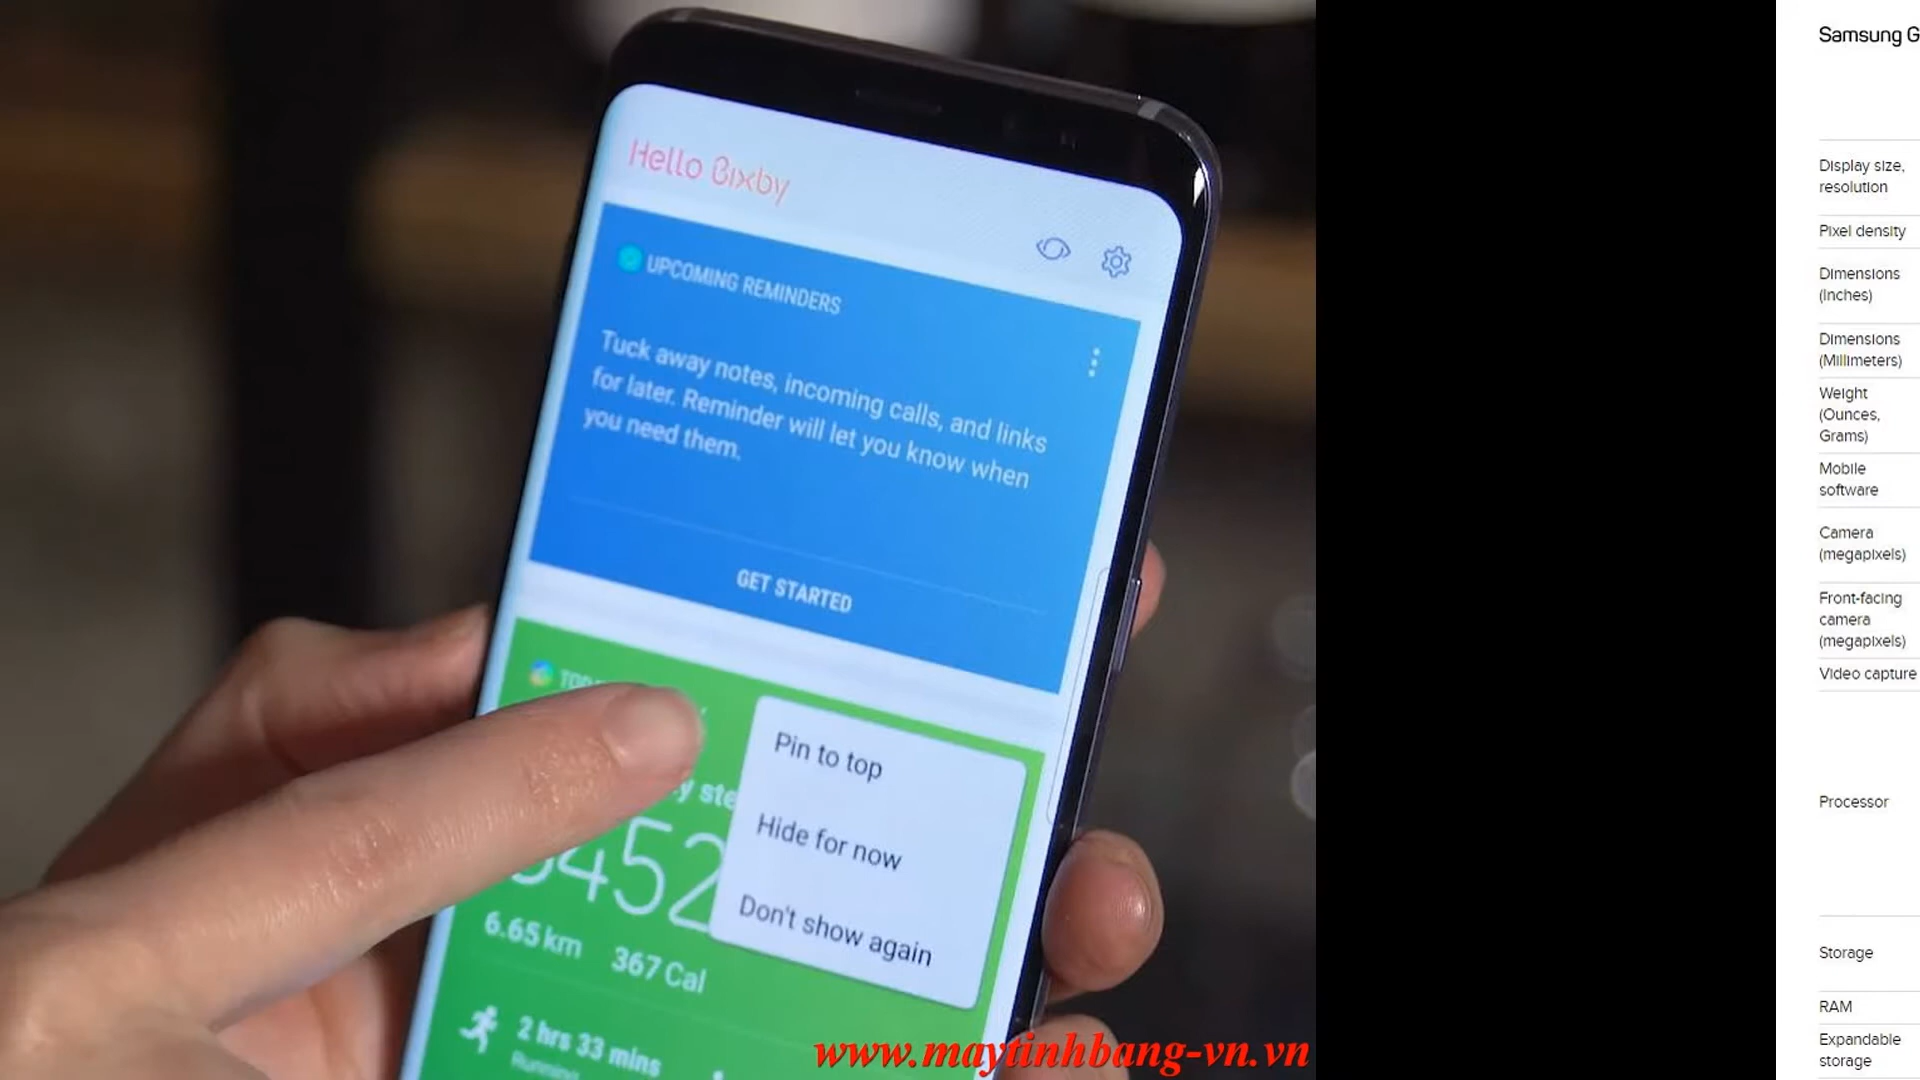 Hello Bixby
UPCOMING REMINDERS
Tuck away notes, incoming calls, and links
for later. Reminder will let you know when
you need them.
GET STARTED
Pin to top
Hide for now
Don't show again
452
6.65 km 367 Cal
2 hrs 33 mins
Running
www.maytinhbang-vn.vn
Samsung G
Display size,
resolution
Pixel density
Dimensions
(Inches)
Dimensions
(Millimeters)
Weight
(Ounces,
Grams)
Mobile
software
Camera
(megapixels)
Front-facing
camera
(megapixels)
Video capture
Processor
Storage
RAM
Expandable
storage